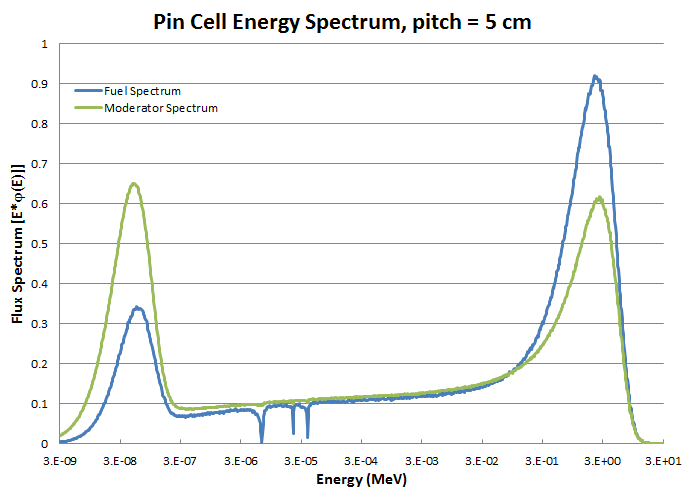 Pin Cell Energy Spectrum, pitch = 5 cm
1
0.9
0.8
0.7
0.6
0.5
0.4
0.3
0.2
0.1
0
Flux Spectrum [E*φ(E)]]
Fuel Spectrum
Moderator Spectrum
3.E-09 3.E-08 3.E-07 3.E-06 3.E-05 3.E-04 3.E-03 3.E-02 3.E-01 3.E+00 3.E+01
Energy (MeV)